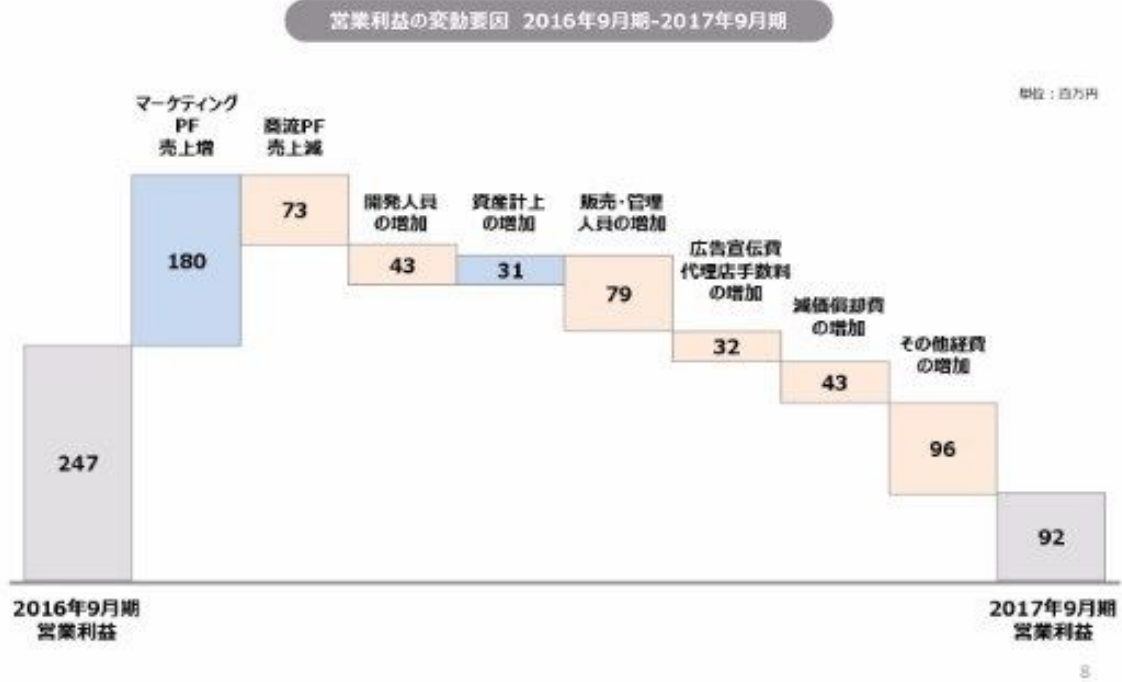 営業利益の変動要因 2016年9月期-2017年9月期
単位：百万円
マーケティング
PF
売上増
商流PF
売上減
開発人員
の増加
資産計上
の増加
販売・管理
人員の増加
広告宣伝費
代理店手数料
の増加
減価償却費
の増加
その他経費
の増加
247
180
73
43
31
79
32
43
96
92
2016年9月期
営業利益
2017年9月期
営業利益
8